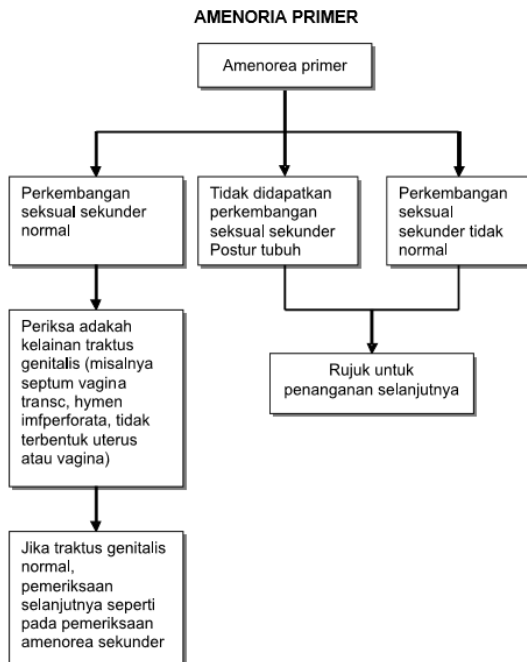 AMENORIA PRIMER
Amenorea primer
Perkembangan
seksual sekunder
normal
Tidak didapatkan
perkembangan
seksual sekunder
Postur tubuh
Perkembangan
seksual
sekunder tidak
normal
Periksa adakah
kelainan traktus
genitalis (misalnya
septum vagina
transc, hymen
imfperforata, tidak
terbentuk uterus
atau vagina)
Rujuk untuk
penanganan selanjutnya
Jika traktus genitalis
normal,
pemeriksaan
selanjutnya seperti
pada pemeriksaan
amenorea sekunder